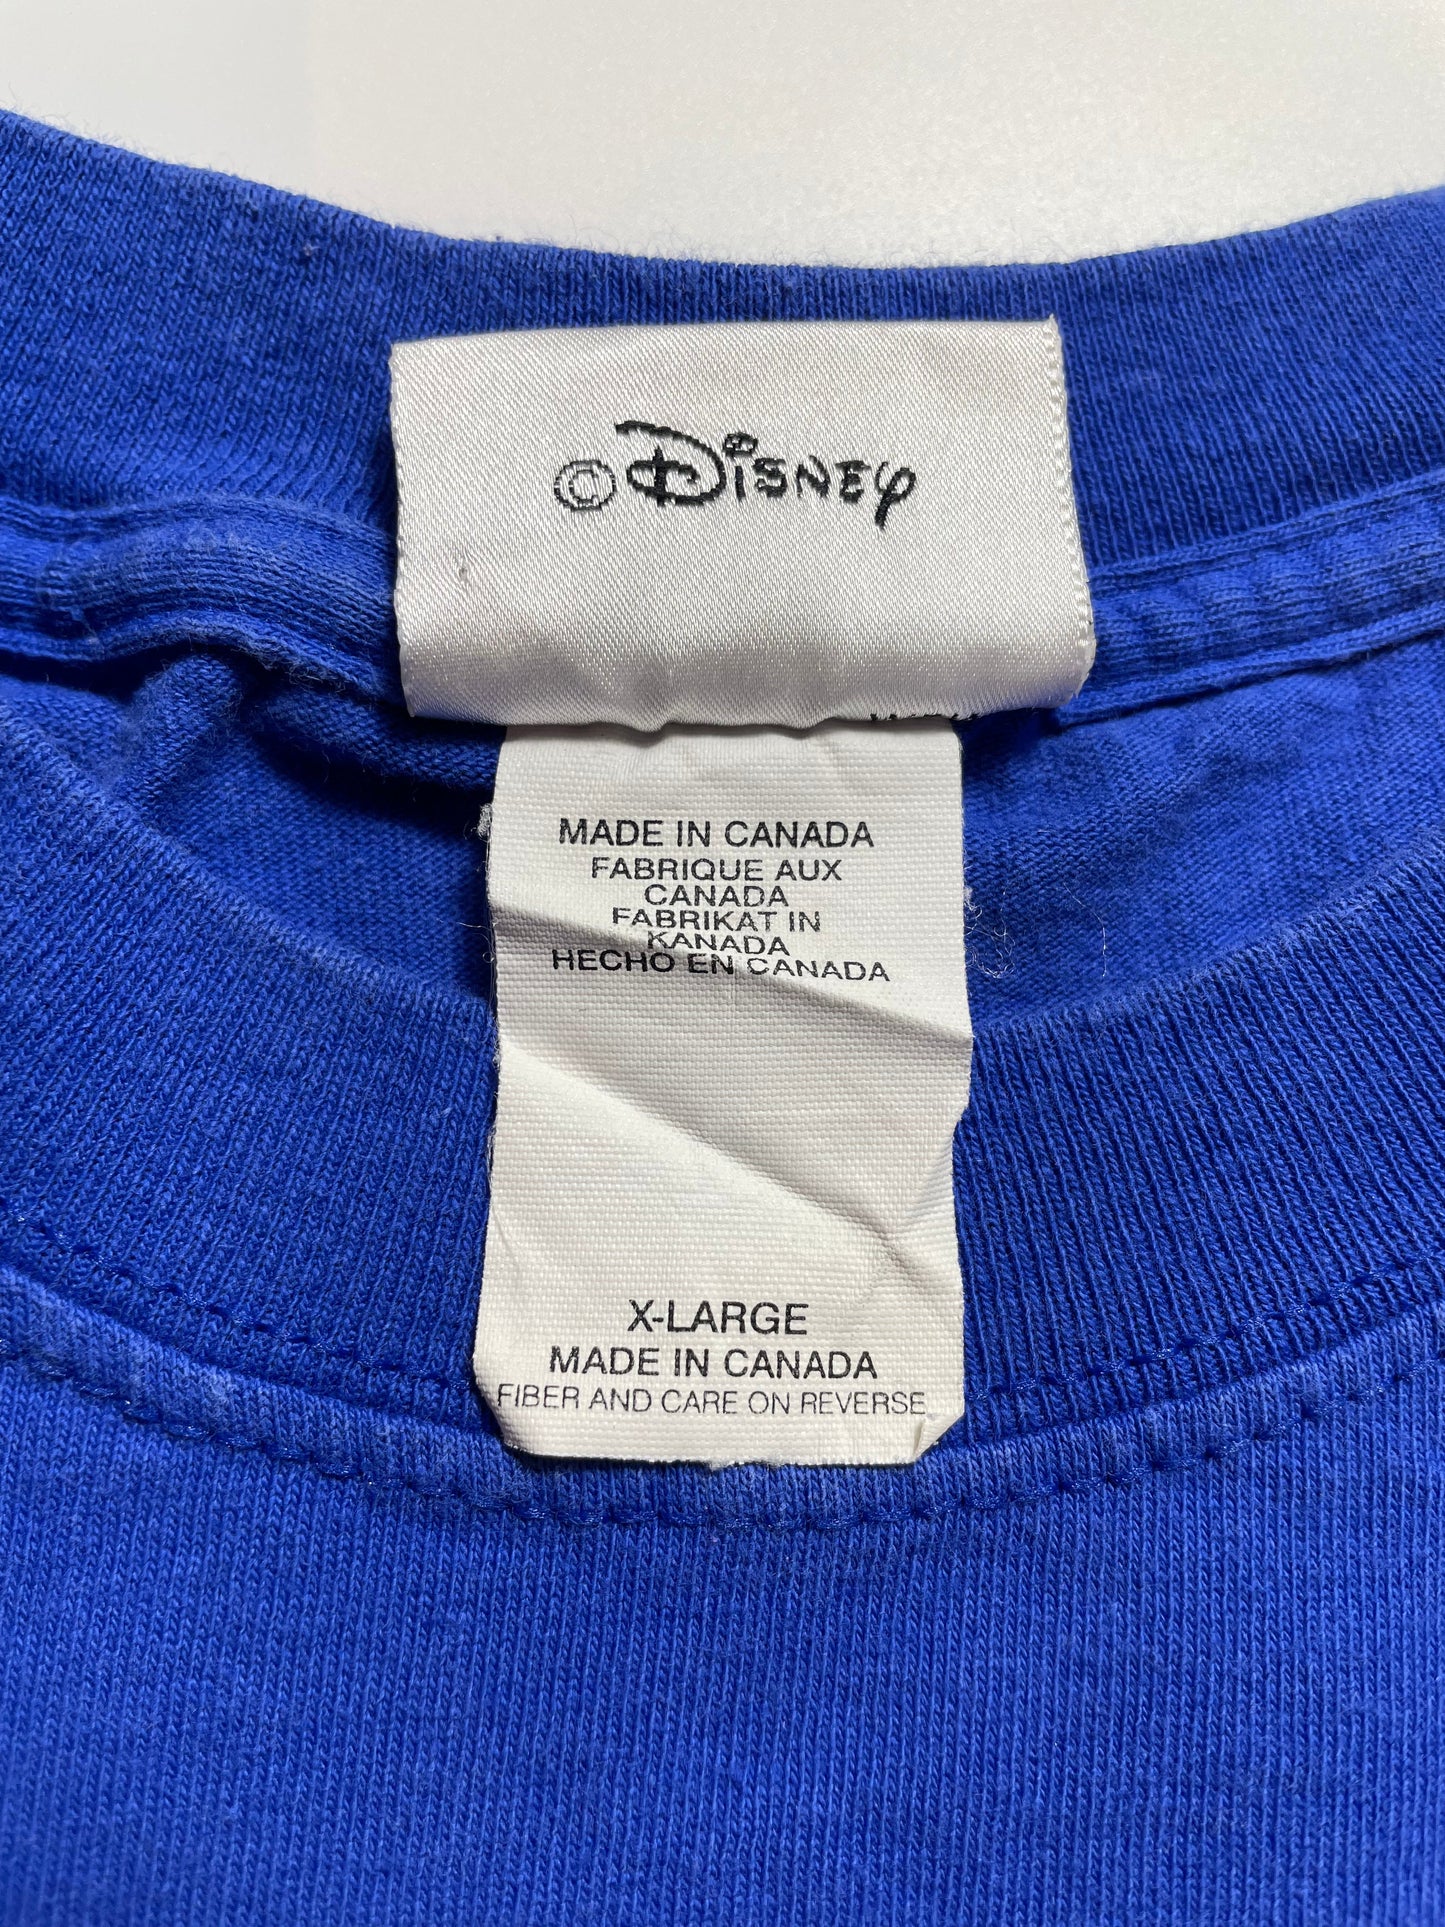 ©Disney
MADE IN CANADA
FABRIQUE AUX
CANADA
FABRIKAT IN
KANADA
HECHO EN CANADA
X-LARGE
MADE IN CANADA
FIBER AND CARE ON REVERSE